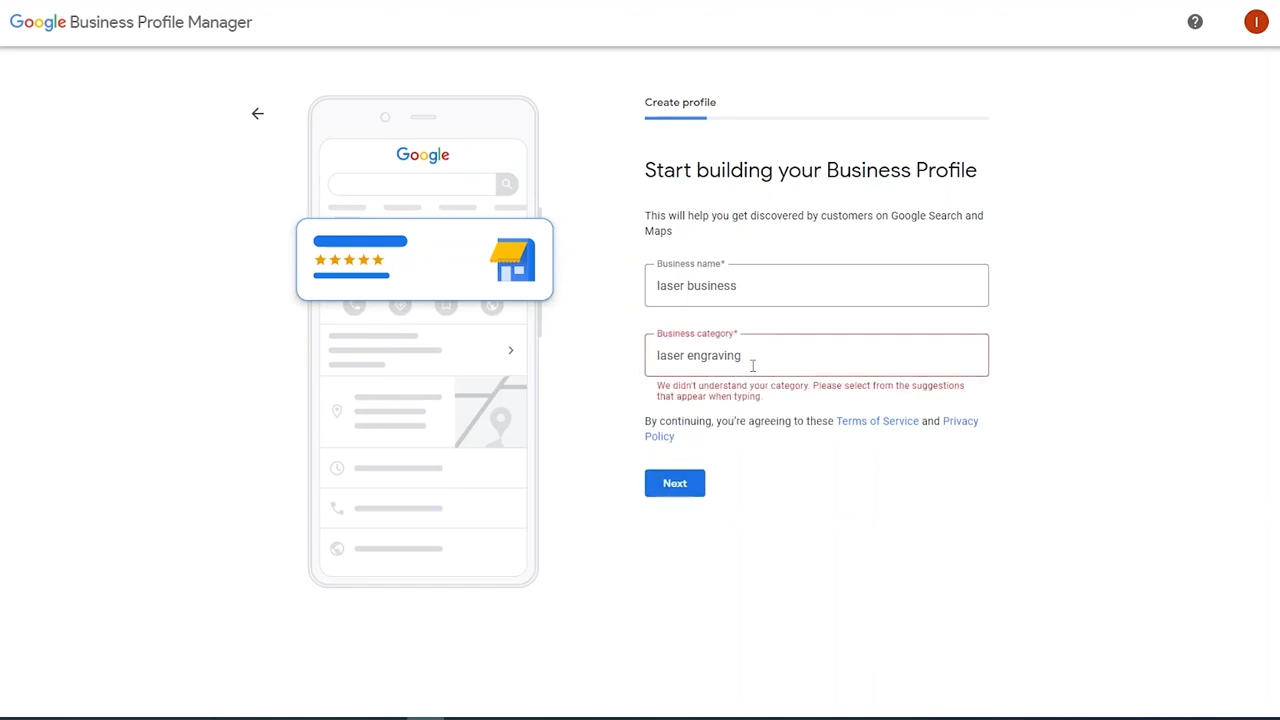 Google Business Profile Manager
I
Create profile
Google
Start building your Business Profile
This will help you get discovered by customers on Google Search and
Maps
Business name*
laser business
Business category*
laser engraving
We didn't understand your category. Please select from the suggestions
that appear when typing.
By continuing, you're agreeing to these Terms of Service and Privacy
Policy
Next